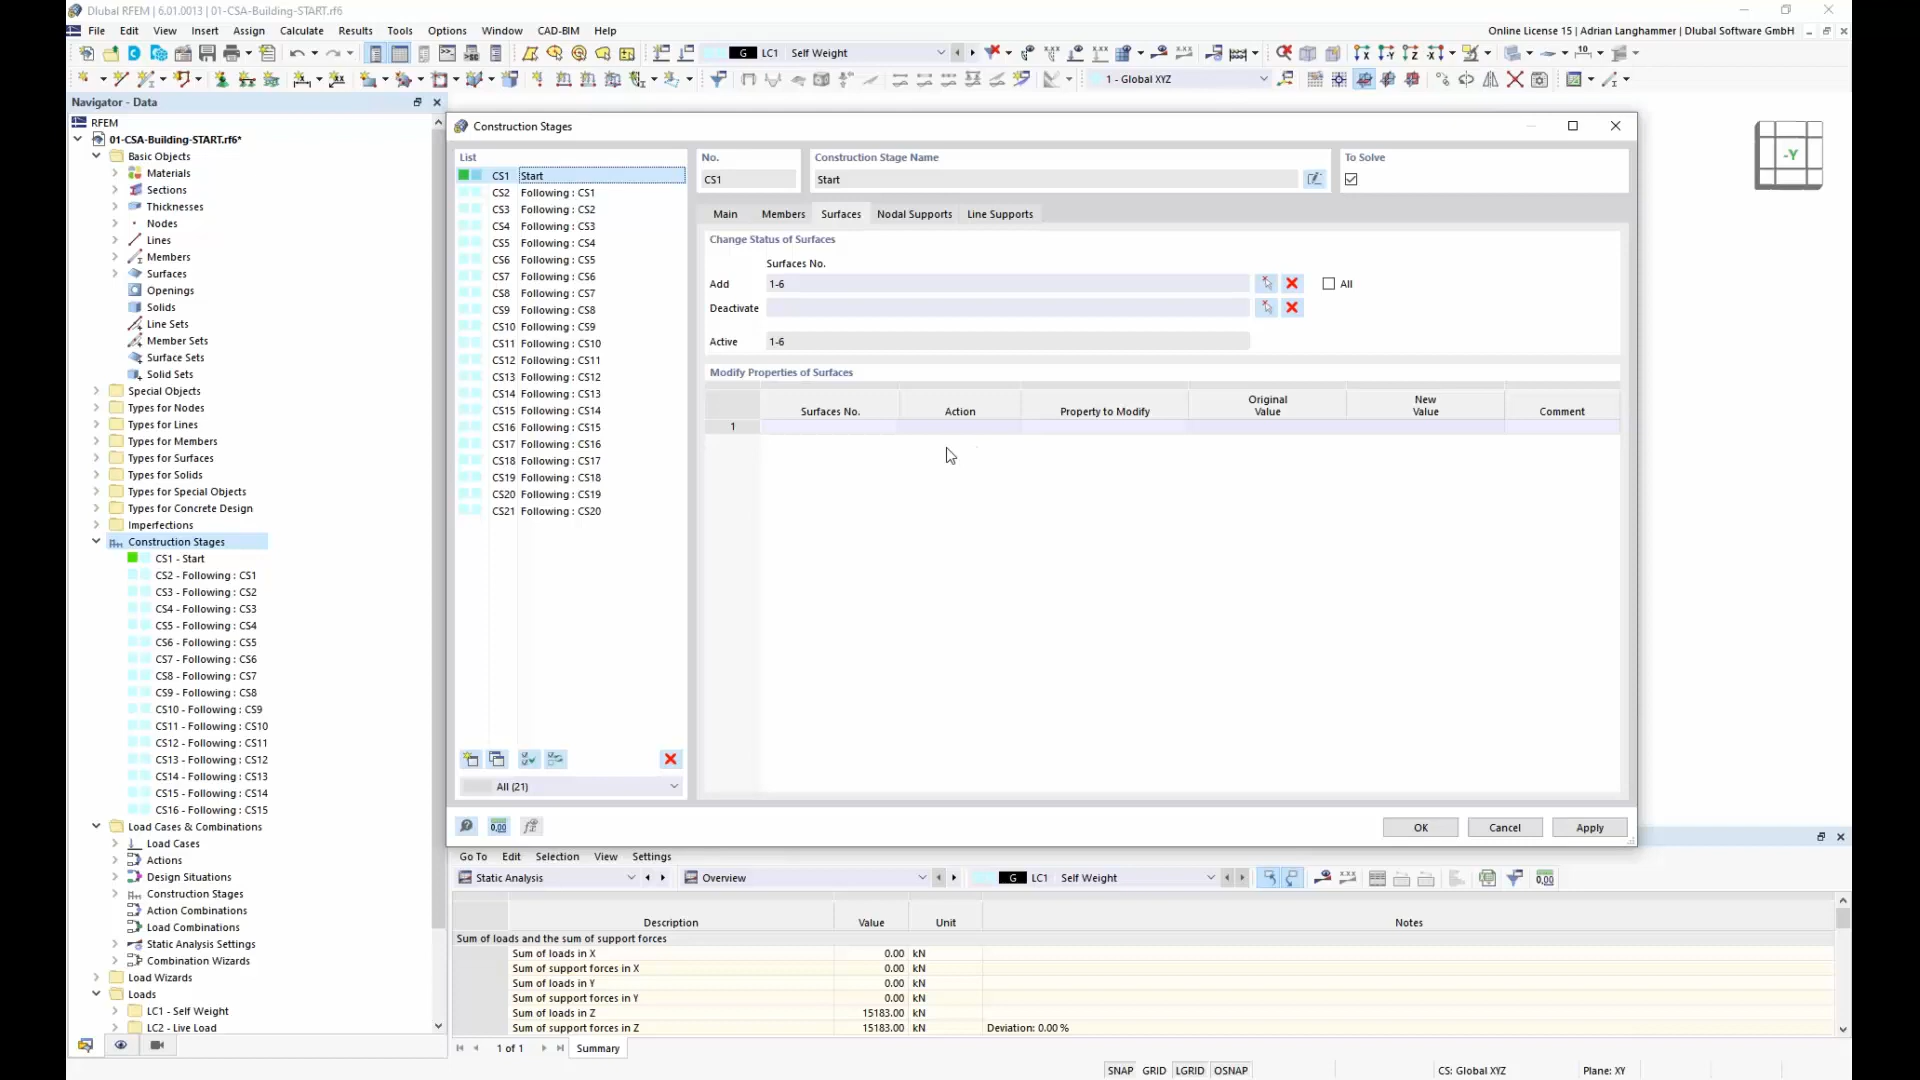 Dlubal RFEM | 6.01.0013 | 01-CSA-Building-START.rf6
File Edit View Insert Assign Calculate Results Tools Options Window CAD-BIM Help
Online License 15 | Adrian Langhammer | Dlubal Software GmbH
G LC1 Self Weight
1 - Global XYZ
Navigator - Data
RFEM
01-CSA-Building-START.rf6*
Basic Objects
Materials
Sections
Thicknesses
Nodes
Lines
Members
Surfaces
Openings
Solids
Line Sets
Member Sets
Surface Sets
Solid Sets
Special Objects
Types for Nodes
Types for Lines
Types for Members
Types for Surfaces
Types for Solids
Types for Special Objects
Types for Concrete Design
Imperfections
Construction Stages
CS1 - Start
CS2 - Following : CS1
CS3 - Following : CS2
CS4 - Following : CS3
CS5 - Following : CS4
CS6 - Following : CS5
CS7 - Following : CS6
CS8 - Following : CS7
CS9 - Following : CS8
CS10 - Following : CS9
CS11 - Following : CS10
CS12 - Following : CS11
CS13 - Following : CS12
CS14 - Following : CS13
CS15 - Following : CS14
CS16 - Following : CS15
Load Cases & Combinations
Load Cases
Actions
Design Situations
Construction Stages
Action Combinations
Load Combinations
Static Analysis Settings
Combination Wizards
Load Wizards
Loads
LC1 - Self Weight
LC2 - Live Load
Construction Stages
List
CS1 Start
CS2 Following : CS1
CS3 Following : CS2
CS4 Following : CS3
CS5 Following : CS4
CS6 Following : CS5
CS7 Following : CS6
CS8 Following : CS7
CS9 Following : CS8
CS10 Following : CS9
CS11 Following : CS10
CS12 Following : CS11
CS13 Following : CS12
CS14 Following : CS13
CS15 Following : CS14
CS16 Following : CS15
CS17 Following : CS16
CS18 Following : CS17
CS19 Following : CS18
CS20 Following : CS19
CS21 Following : CS20
All (21)
No.
CS1
Construction Stage Name
Start
To Solve
Main Members Surfaces Nodal Supports Line Supports
Change Status of Surfaces
Surfaces No.
Add 1-6 All
Deactivate
Active 1-6
Modify Properties of Surfaces
Surfaces No. Action Property to Modify Original Value New Value Comment
1
OK Cancel Apply
-Y
Go To Edit Selection View Settings
Static Analysis Overview G LC1 Self Weight
Description Value Unit Notes
Sum of loads and the sum of support forces
Sum of loads in X 0.00 kN
Sum of support forces in X 0.00 kN
Sum of loads in Y 0.00 kN
Sum of support forces in Y 0.00 kN
Sum of loads in Z 15183.00 kN
Sum of support forces in Z 15183.00 kN Deviation: 0.00 %
1 of 1 Summary
SNAP GRID LGRID OSNAP CS: Global XYZ Plane: XY